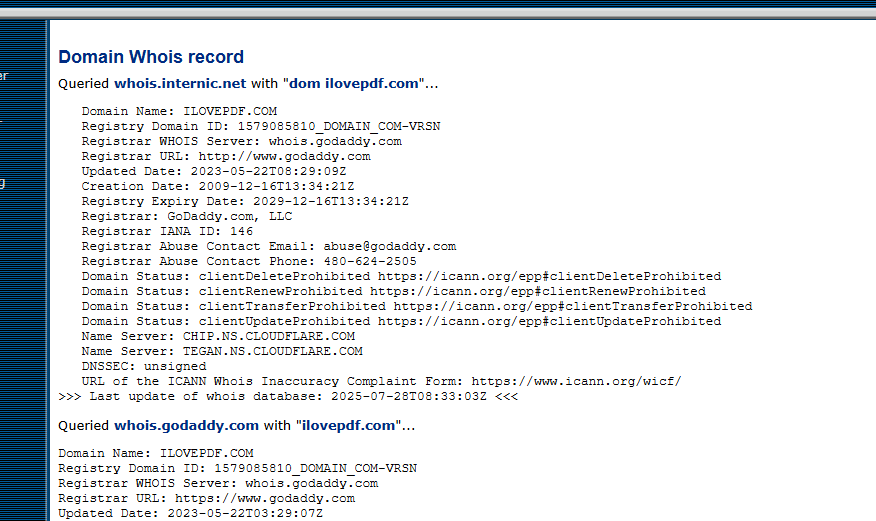 Domain Whois record
Queried whois.internic.net with "dom ilovepdf.com"...
Domain Name: ILOVEPDF.COM
Registry Domain ID: 1579085810_DOMAIN_COM-VRSN
Registrar WHOIS Server: whois.godaddy.com
Registrar URL: http://www.godaddy.com
Updated Date: 2023-05-22T08:29:09Z
Creation Date: 2009-12-16T13:34:21Z
Registry Expiry Date: 2029-12-16T13:34:21Z
Registrar: GoDaddy.com, LLC
Registrar IANA ID: 146
Registrar Abuse Contact Email: abuse@godaddy.com
Registrar Abuse Contact Phone: 480-624-2505
Domain Status: clientDeleteProhibited https://icann.org/epp#clientDeleteProhibited
Domain Status: clientRenewProhibited https://icann.org/epp#clientRenewProhibited
Domain Status: clientTransferProhibited https://icann.org/epp#clientTransferProhibited
Domain Status: clientUpdateProhibited https://icann.org/epp#clientUpdateProhibited
Name Server: CHIP.NS.CLOUDFLARE.COM
Name Server: TEGAN.NS.CLOUDFLARE.COM
DNSSEC: unsigned
URL of the ICANN Whois Inaccuracy Complaint Form: https://www.icann.org/wicf/
>>> Last update of whois database: 2025-07-28T08:33:03Z <<<
Queried whois.godaddy.com with "ilovepdf.com"...
Domain Name: ILOVEPDF.COM
Registry Domain ID: 1579085810_DOMAIN_COM-VRSN
Registrar WHOIS Server: whois.godaddy.com
Registrar URL: https://www.godaddy.com
Updated Date: 2023-05-22T03:29:07Z